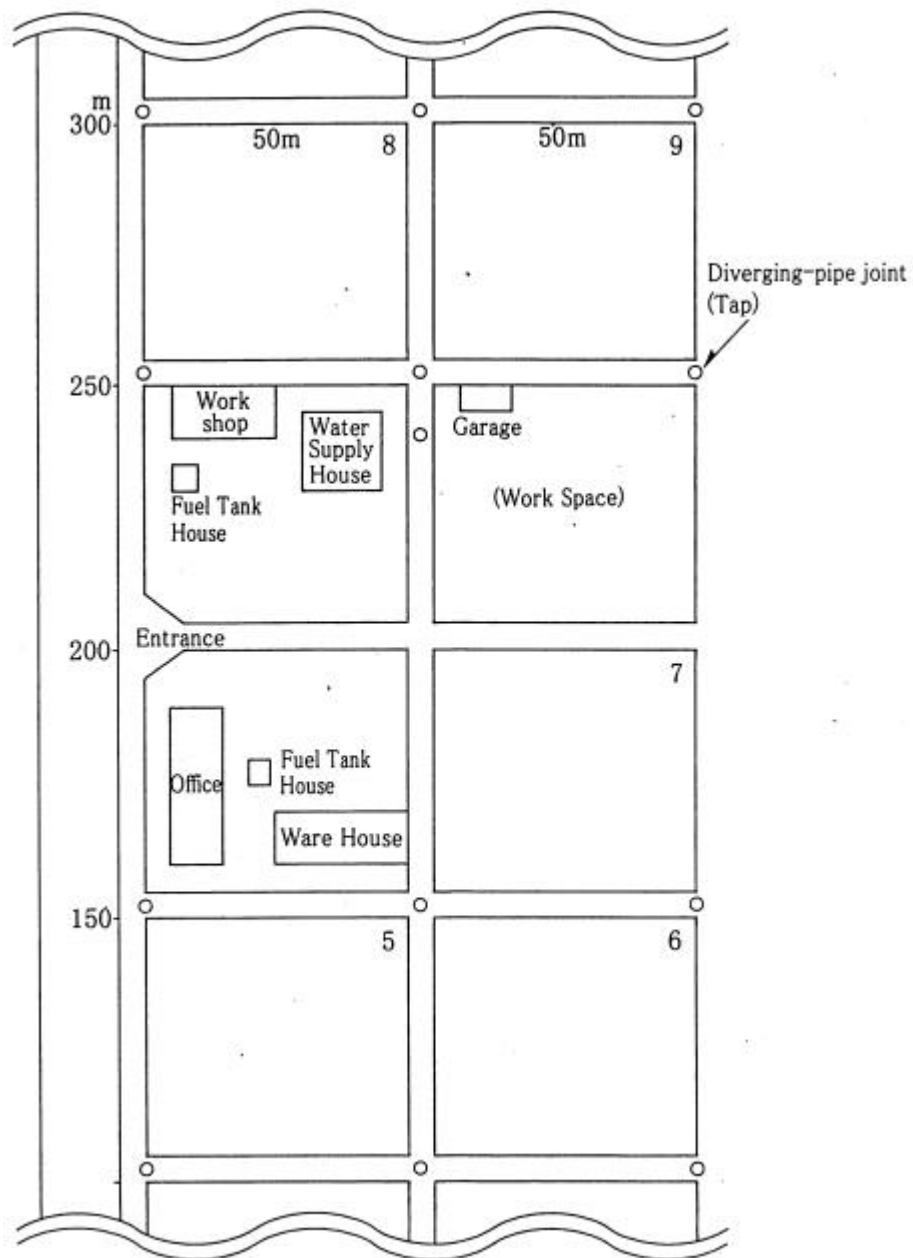 m
300
50m
8
50m
9
Diverging-pipe joint
(Tap)
250
Work
shop
Water
Supply
House
Garage
Fuel Tank
House
(Work Space)
Entrance
200
7
Office
Fuel Tank
House
Ware House
150
5
6